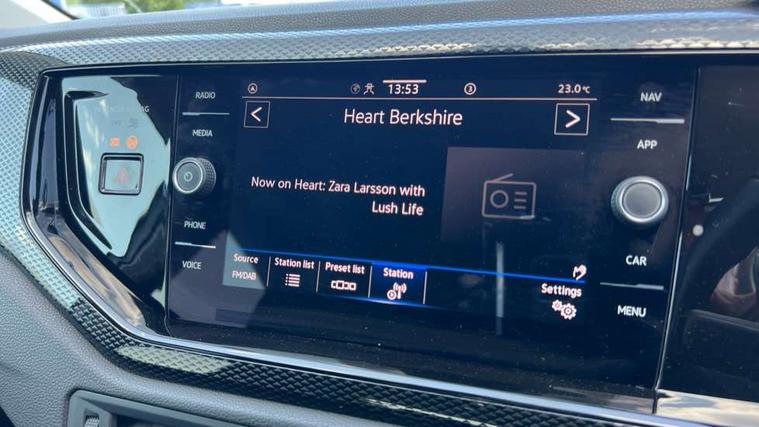 RADIO
MEDIA
PHONE
VOICE
13:53
3
23.0°C
Heart Berkshire
Now on Heart: Zara Larsson with
Lush Life
Source
FM/DAB
Station list
Preset list
Station
Settings
NAV
APP
CAR
MENU